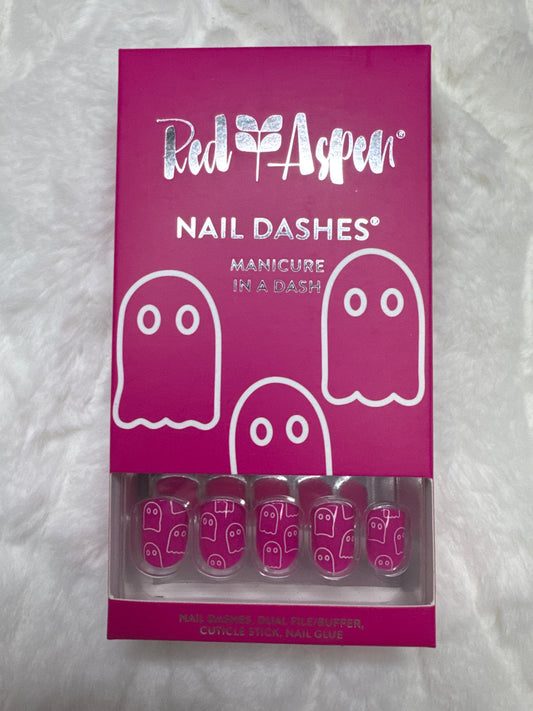 Red Aspen®
NAIL DASHES®
MANICURE
IN A DASH
NAIL DASHES, DUAL FILE/BUFFER,
CUTICLE STICK, NAIL GLUE